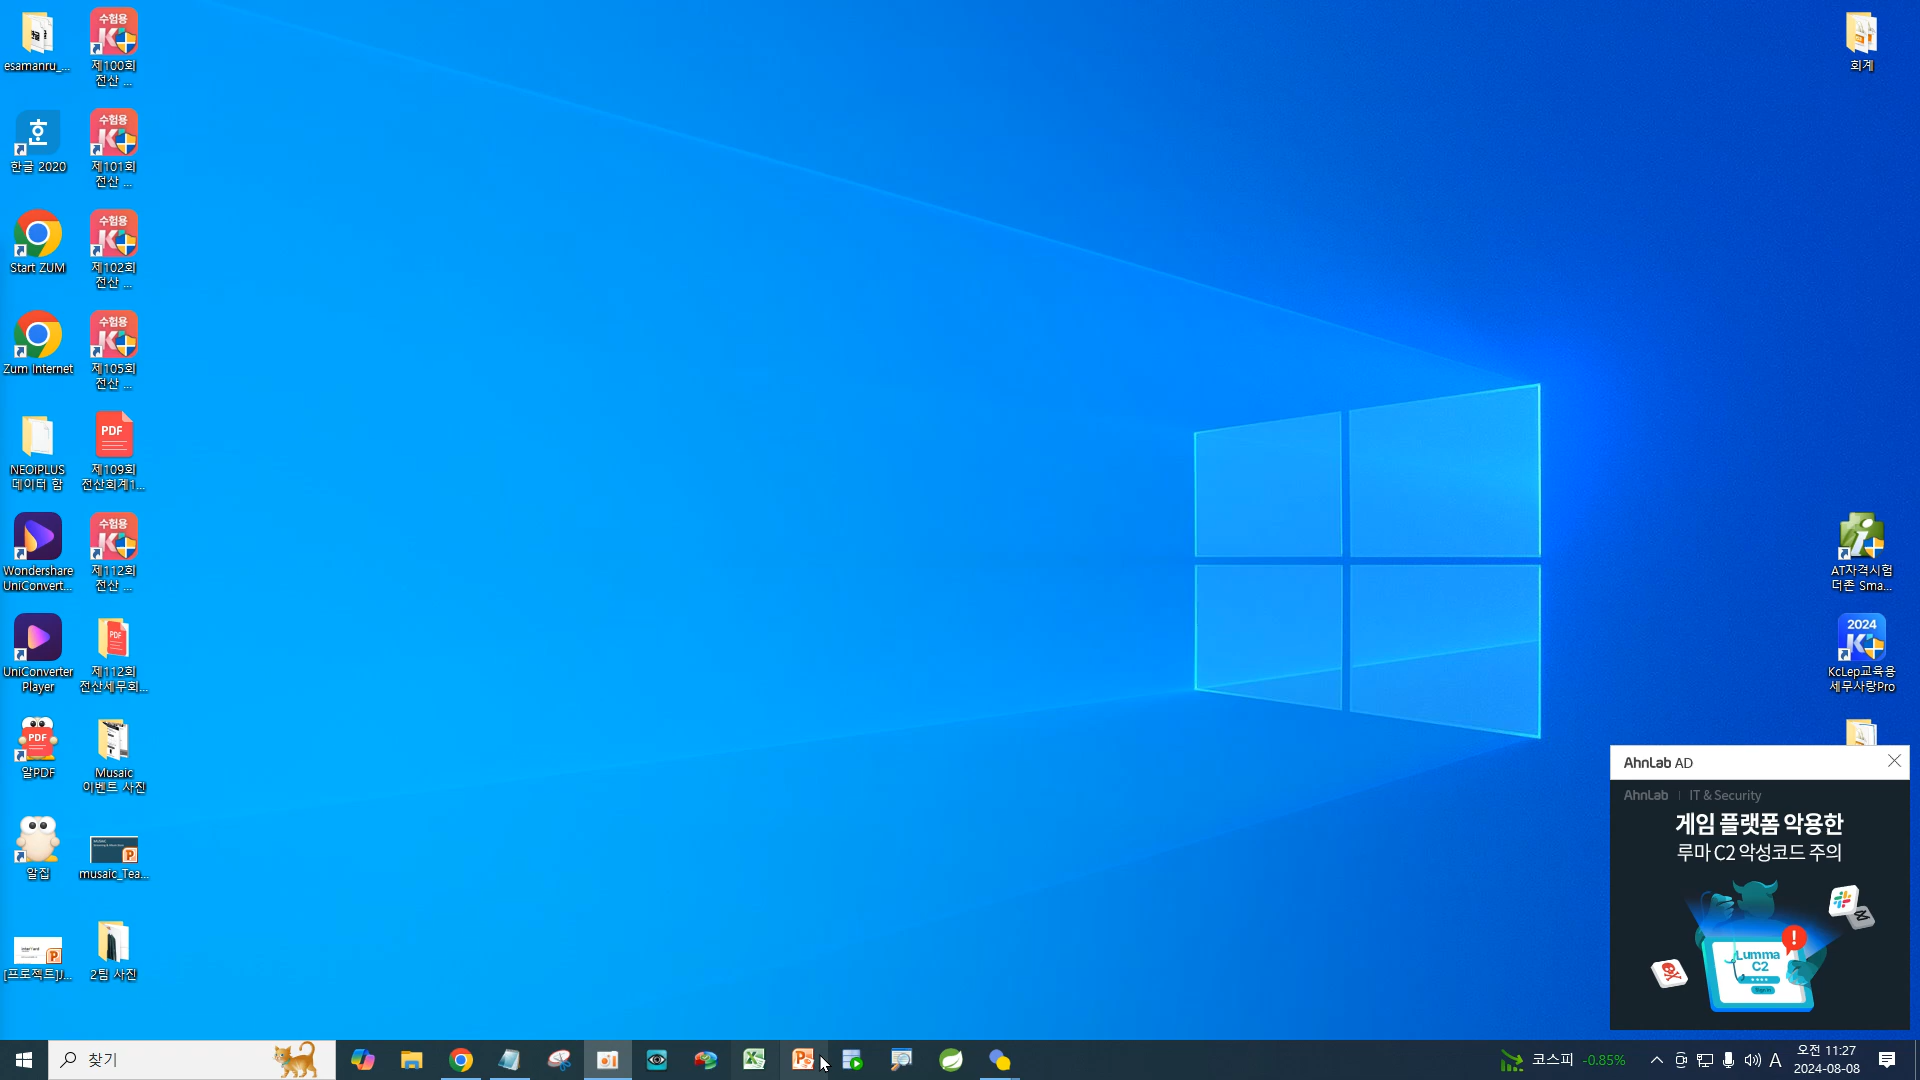 esamanru_...
수험용
제100회
전산 ...
한글 2020
수험용
제101회
전산 ...
Start ZUM
수험용
제102회
전산 ...
Zum Internet
수험용
제105회
전산 ...
NEOiPLUS
데이터 함
PDF
제109회
전산회계1...
Wondershare
UniConvert...
수험용
제112회
전산 ...
UniConverter
Player
PDF
제112회
전산세무회...
PDF
알PDF
Musaic
이벤트 사진
알집
musaic_Tea...
[프로젝트]J...
2팀 사진
회계
AT자격시험
더존 Sma...
2024
KcLep교육용
세무사랑Pro
AhnLab AD
AhnLab | IT & Security
게임 플랫폼 악용한
루마 C2 악성코드 주의
Lumma
C2
찾기
코스피 -0.85%
A
오전 11:27
2024-08-08